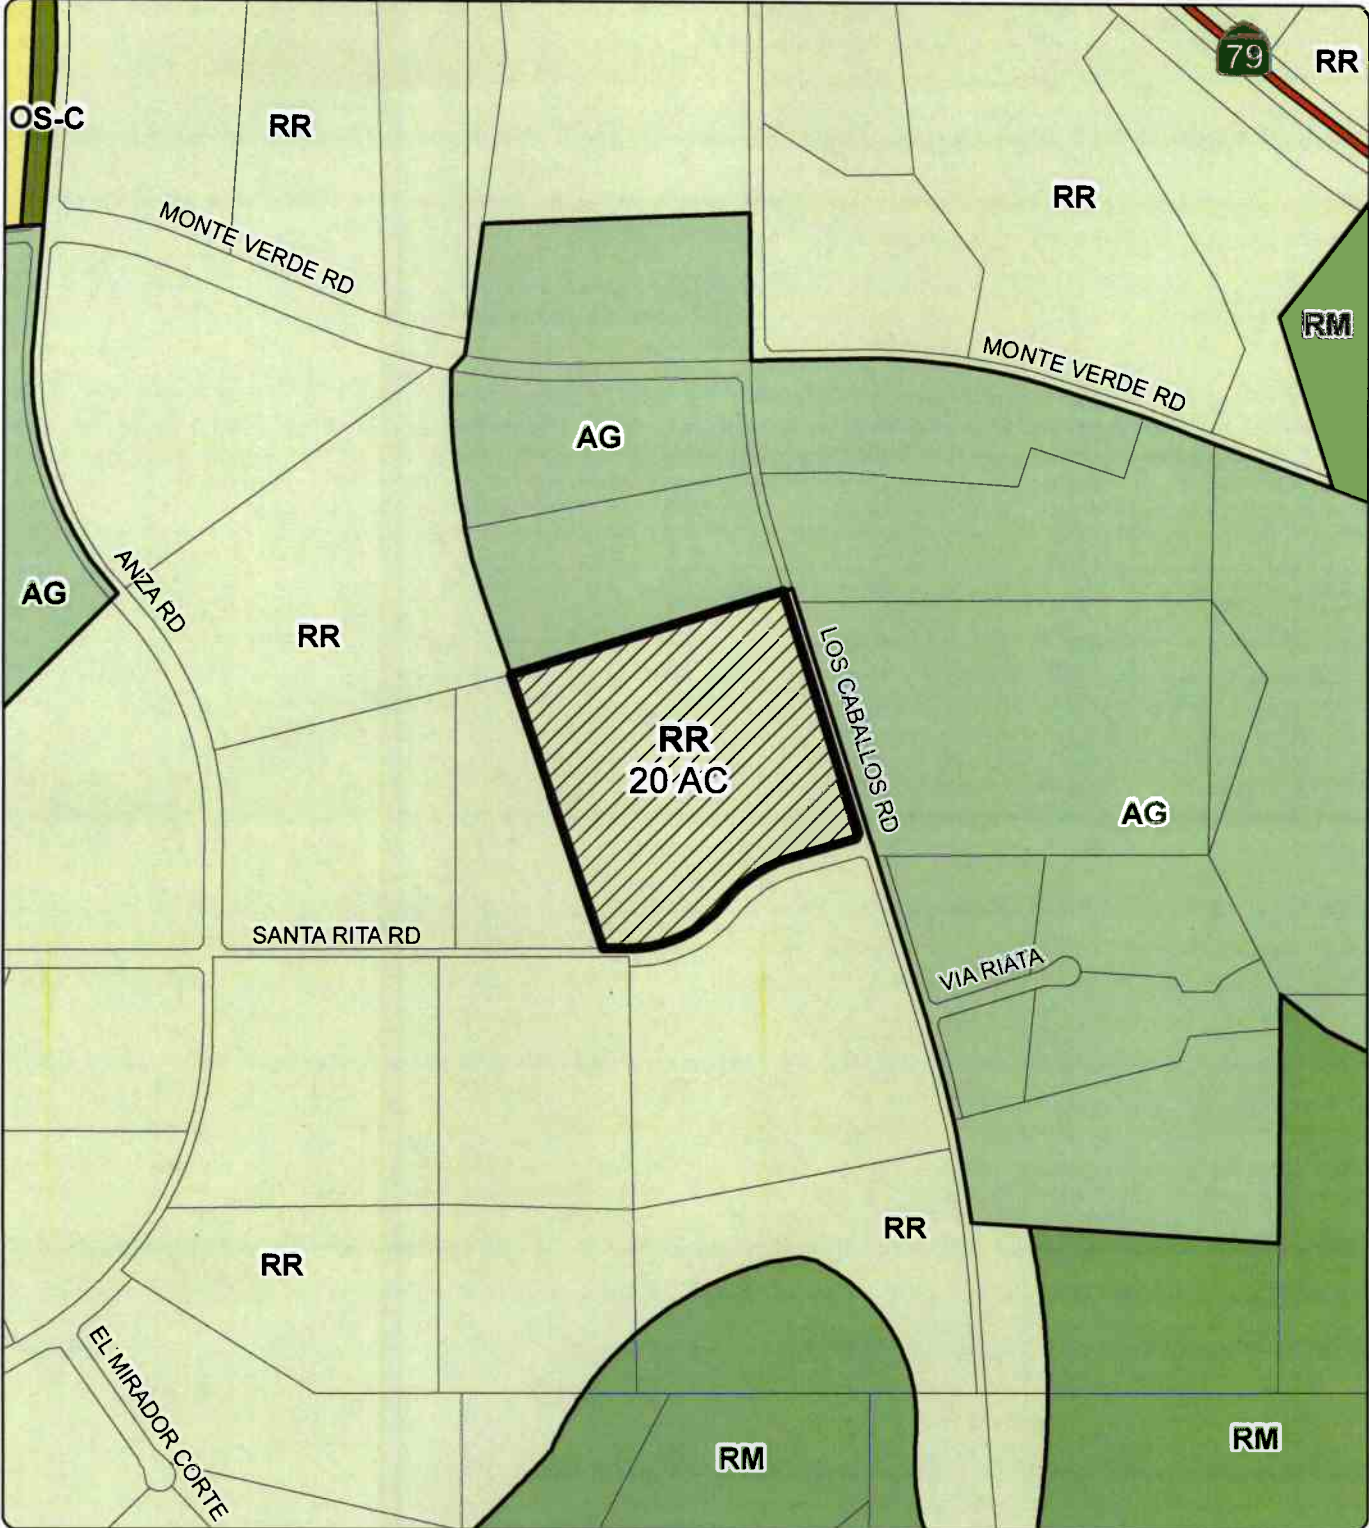 79
RR
OS-C
RR
RR
MONTE VERDE RD
RM
MONTE VERDE RD
AG
ANZA RD
AG
RR
LOS CABALLOS RD
RR
20 AC
AG
SANTA RITA RD
VIA RIATA
RR
RR
EL MIRADOR CORTE
RM
RM